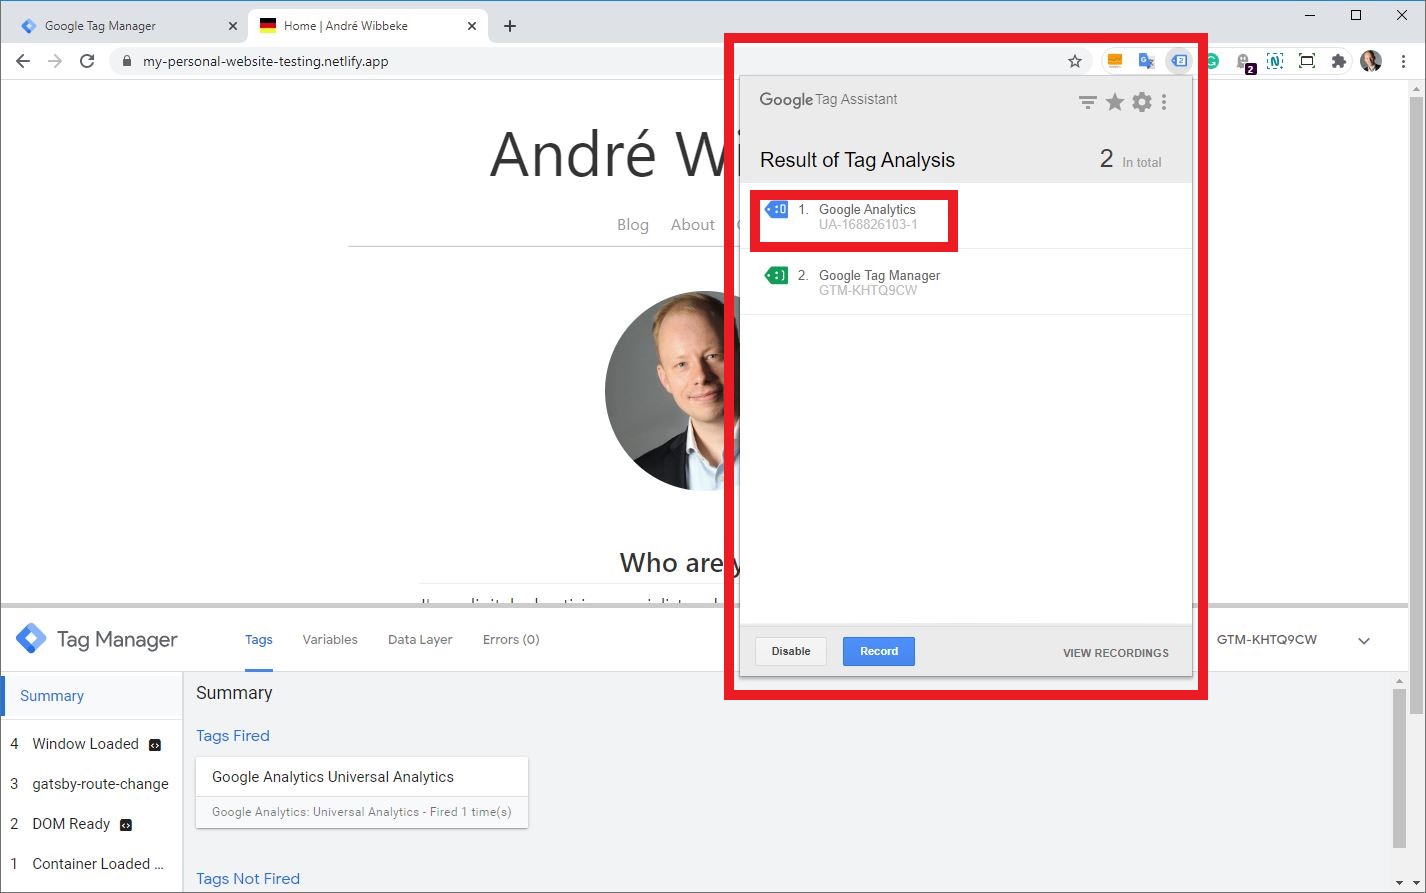 Google Tag Manager
Home | André Wibbeke
my-personal-website-testing.netlify.app
2
2
André Wi
Blog About
Who are y
Google Tag Assistant
Result of Tag Analysis 2 In total
1. Google Analytics
UA-168826103-1
2. Google Tag Manager
GTM-KHTQ9CW
Disable Record VIEW RECORDINGS
Tag Manager Tags Variables Data Layer Errors (0) GTM-KHTQ9CW
Summary
4 Window Loaded
3 gatsby-route-change
2 DOM Ready
1 Container Loaded ...
Summary
Tags Fired
Google Analytics Universal Analytics
Google Analytics: Universal Analytics - Fired 1 time(s)
Tags Not Fired